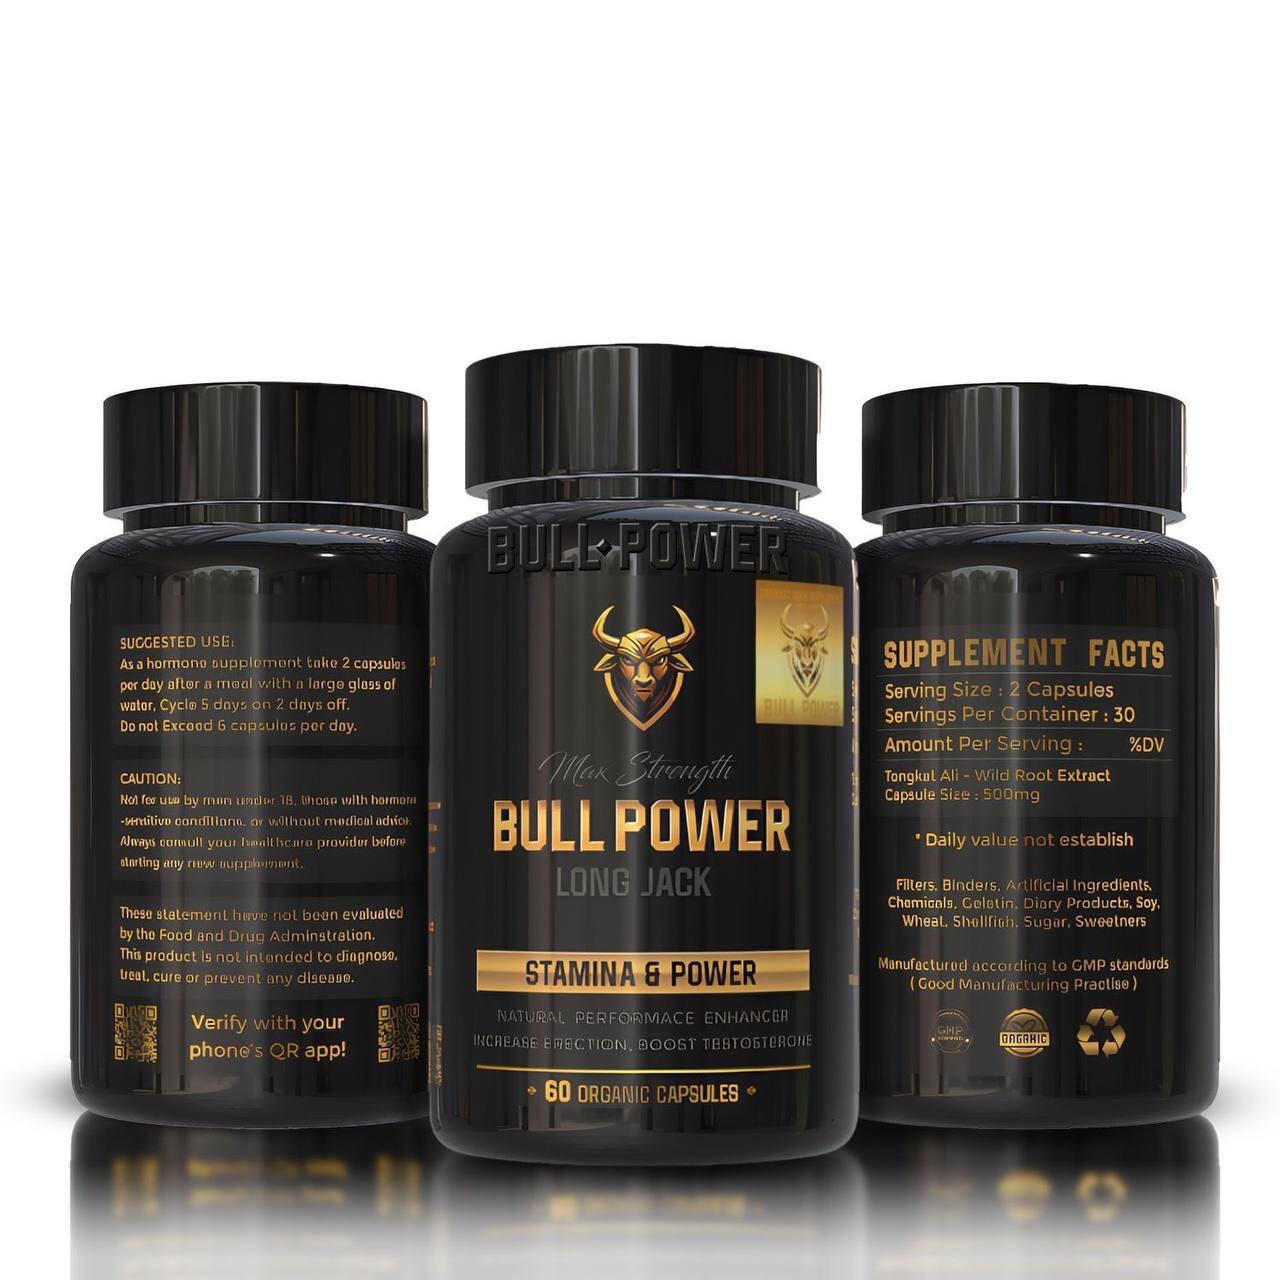 SUGGESTED USE:
As a hormone supplement take 2 capsules
per day after a meal with a large glass of
water, Cycle 5 days on 2 days off.
Do not Exceed 6 capsules per day.
CAUTION:
Not for use by men under 18, those with hormone
-sensitive conditions, or without medical advice.
Always consult your healthcare provider before
starting any new supplement.
These statement have not been evaluated
by the Food and Drug Adminstration.
This product is not intended to diagnose,
treat, cure or prevent any disease.
Verify with your
phone's QR app!
BULL POWER
BULL POWER
Max Strength
BULL POWER
LONG JACK
STAMINA & POWER
NATURAL PERFORMACE ENHANCER
INCREASE ERECTION, BOOST TESTOSTERONE
60 ORGANIC CAPSULES
SUPPLEMENT FACTS
Serving Size : 2 Capsules
Servings Per Container : 30
Amount Per Serving : %DV
Tongkat Ali - Wild Root Extract
Capsule Size : 500mg
* Daily value not establish
Filters, Binders, Artificial Ingredients,
Chemicals, Gelatin, Diary Products, Soy,
Wheat, Shellfish, Sugar, Sweetners
Manufactured according to GMP standards
( Good Manufacturing Practise )
GMP
ORGANIC